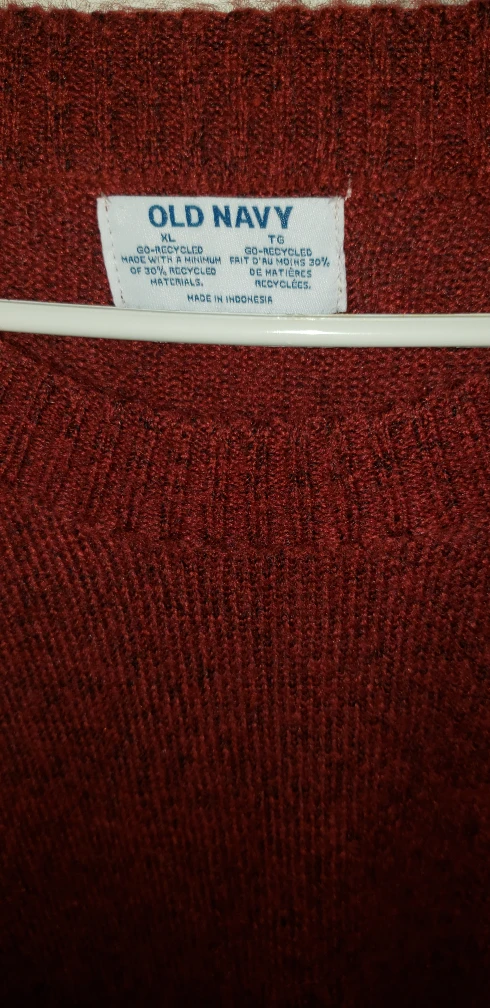 OLD NAVY
XL
GO-RECYCLED
MADE WITH A MINIMUM
OF 30% RECYCLED
MATERIALS.
TG
GO-RECYCLED
FAIT D'AU MOINS 30%
DE MATIÈRES
RECYCLÉES.
MADE IN INDONESIA